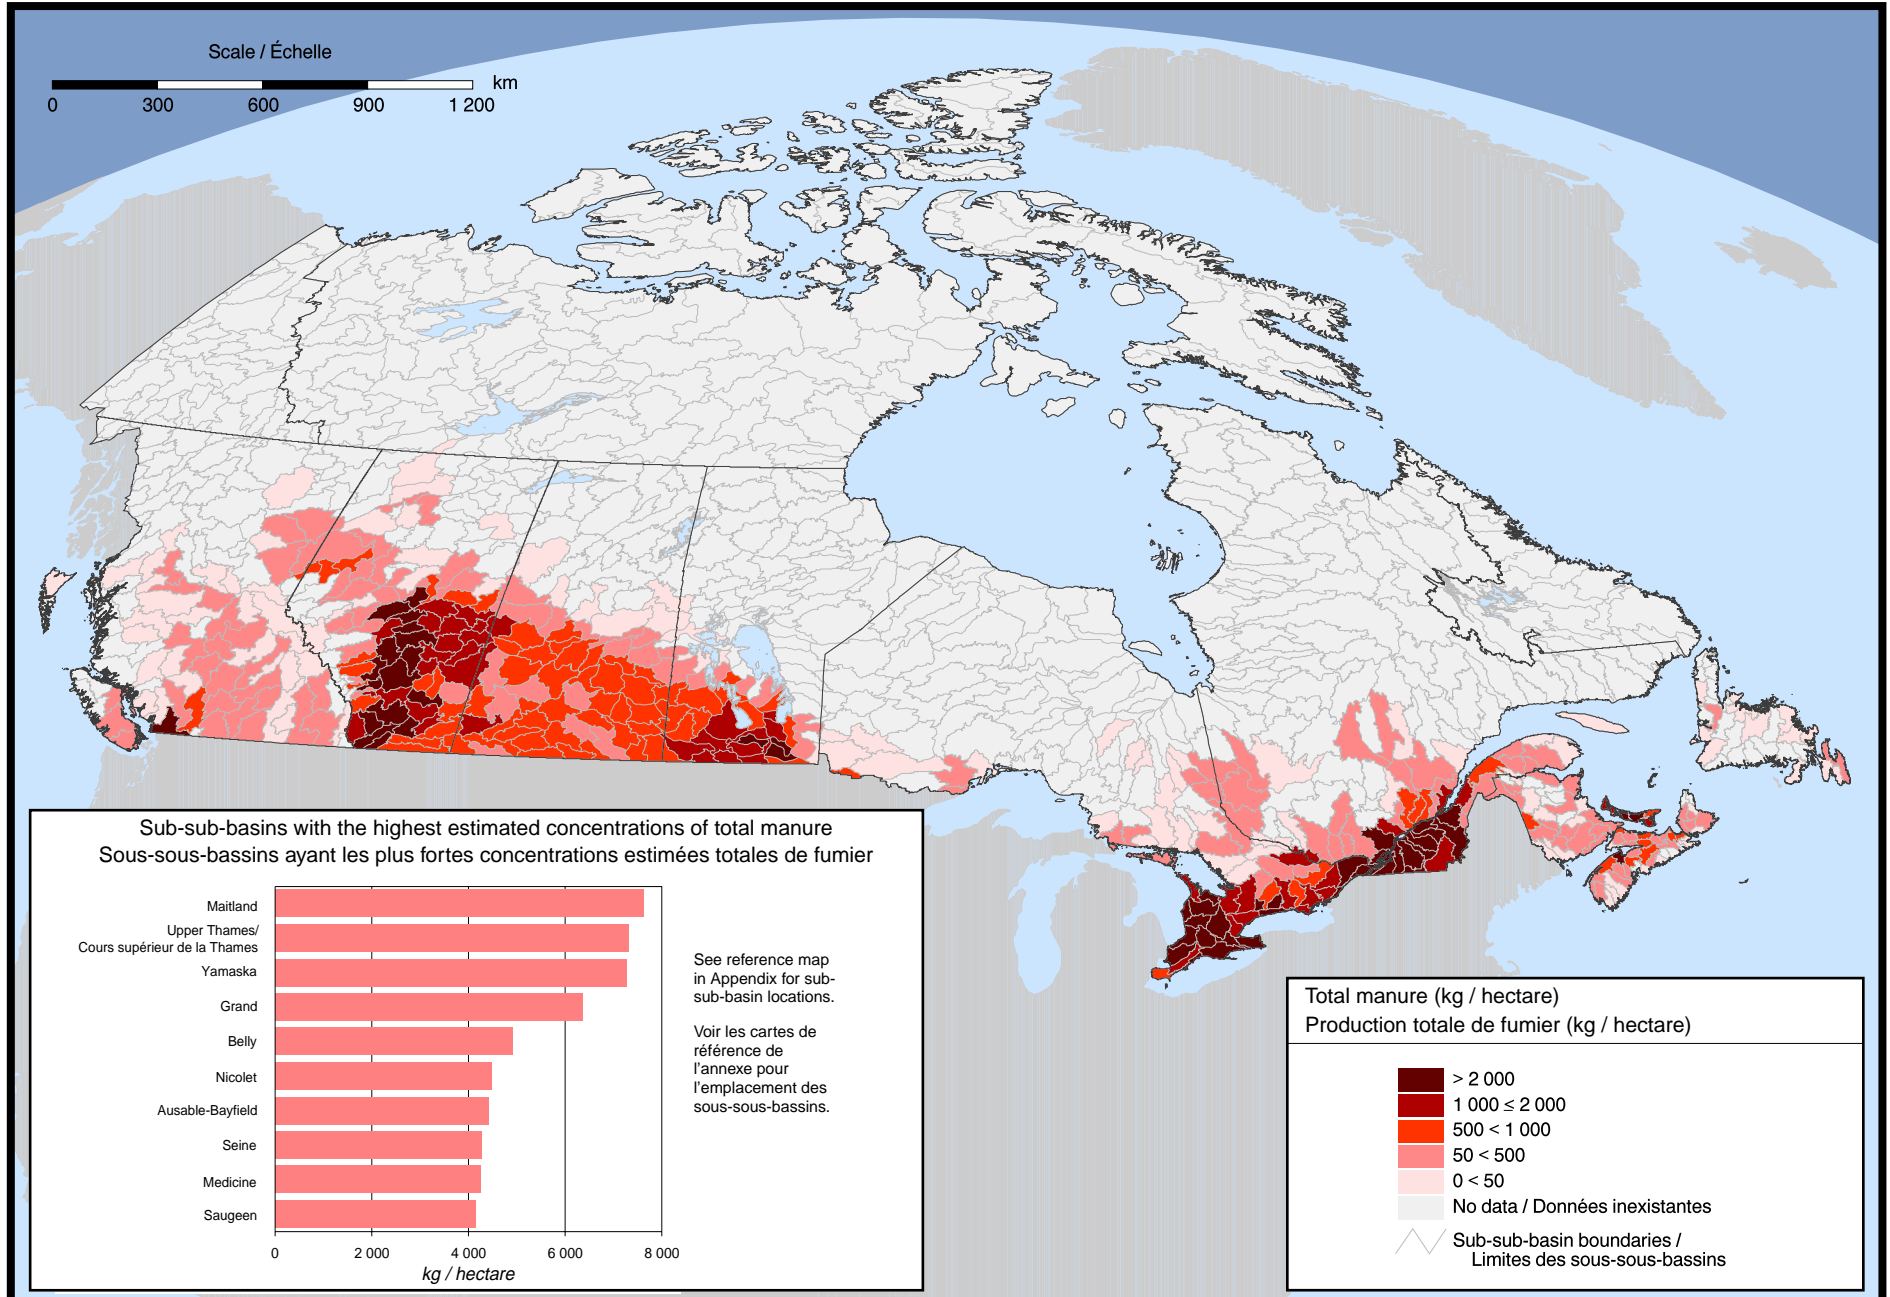 Scale / Échelle
km
0 300 600 900 1 200
Sub-sub-basins with the highest estimated concentrations of total manure
Sous-sous-bassins ayant les plus fortes concentrations estimées totales de fumier
Maitland
Upper Thames/
Cours supérieur de la Thames
Yamaska
Grand
Belly
Nicolet
Ausable-Bayfield
Seine
Medicine
Saugeen
0 2 000 4 000 6 000 8 000
kg / hectare
See reference map
in Appendix for sub-
sub-basin locations.
Voir les cartes de
référence de
l'annexe pour
l'emplacement des
sous-sous-bassins.
Total manure (kg / hectare)
Production totale de fumier (kg / hectare)
> 2 000
1 000 ≤ 2 000
500 < 1 000
50 < 500
0 < 50
No data / Données inexistantes
Sub-sub-basin boundaries /
Limites des sous-sous-bassins